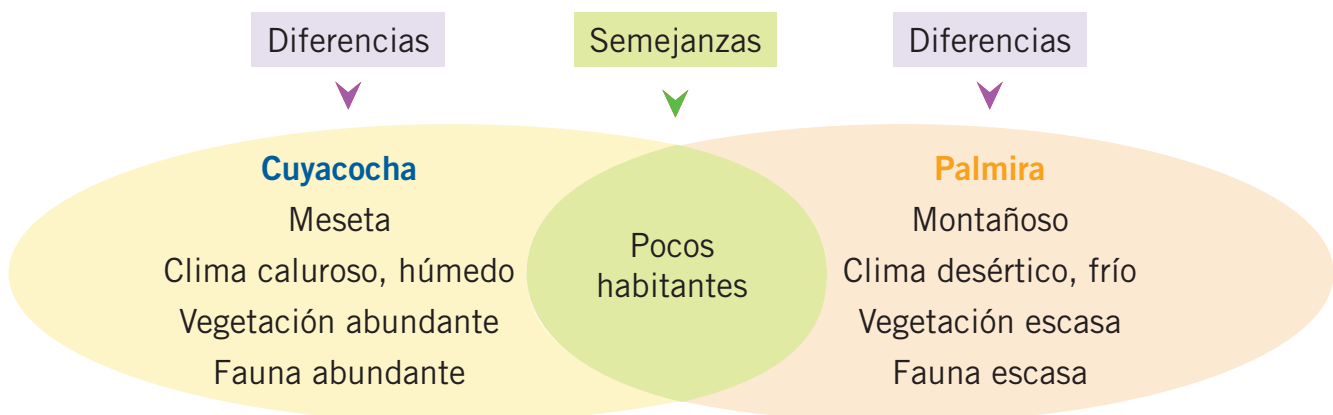 Diferencias
Semejanzas
Diferencias
Cuyacocha
Meseta
Clima caluroso, húmedo
Vegetación abundante
Fauna abundante
Pocos
habitantes
Palmira
Montañoso
Clima desértico, frío
Vegetación escasa
Fauna escasa